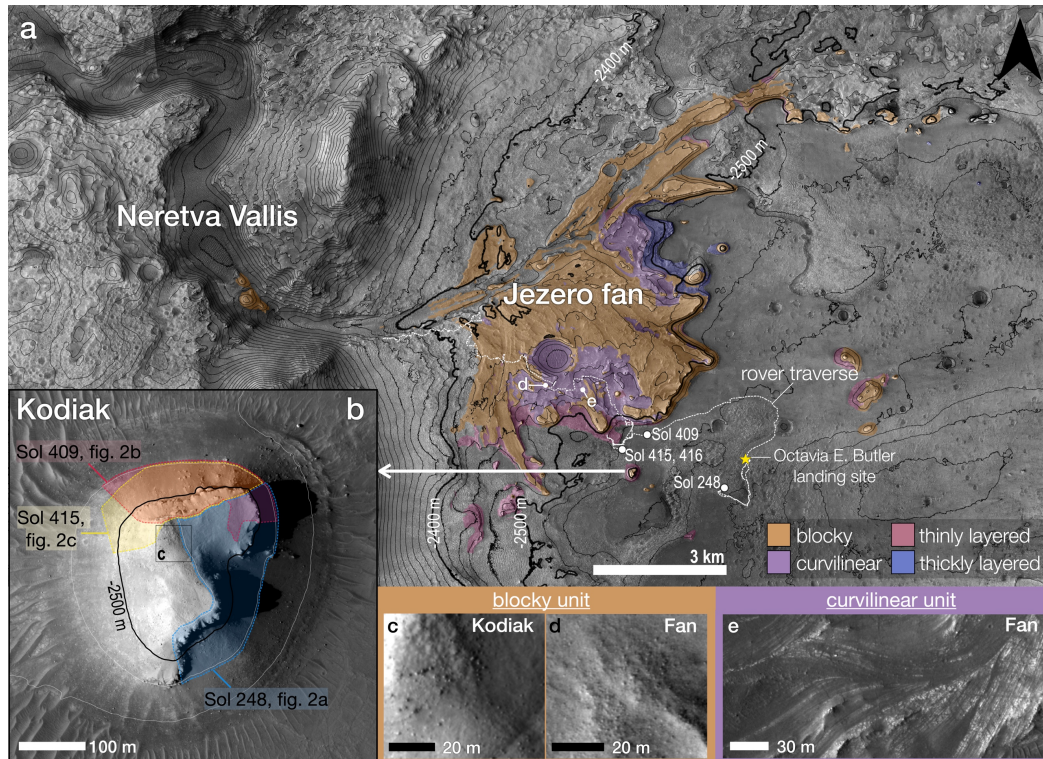 a
-2400 m
-2500 m
Neretva Vallis
Jezero fan
d
e
rover traverse
Sol 409
Sol 415, 416
Octavia E. Butler
landing site
Sol 248
-2400 m
-2500 m
3 km
blocky
thinly layered
curvilinear
thickly layered
Kodiak
b
Sol 409, fig. 2b
Sol 415,
fig. 2c
c
-2500 m
Sol 248, fig. 2a
100 m
blocky unit
c
Kodiak
20 m
d
Fan
20 m
curvilinear unit
e
Fan
30 m